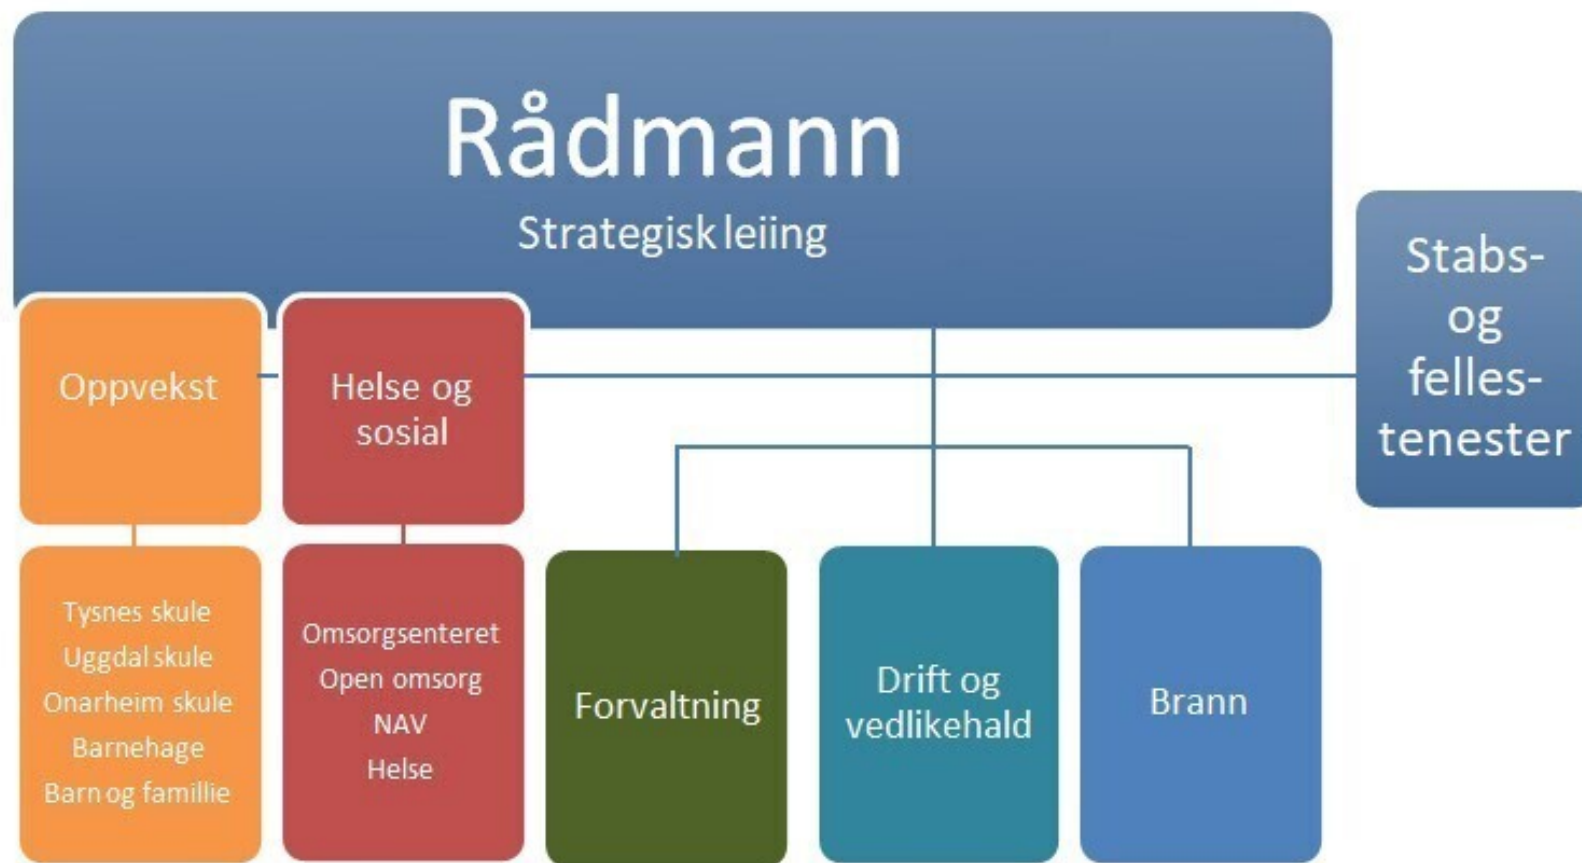 Rådmann
Strategisk leiing
Stabs-
og
felles-
tenester
Oppvekst
Helse og
sosial
Tysnes skule
Uggdal skule
Onarheim skule
Barnehage
Barn og famillie
Omsorgsenteret
Open omsorg
NAV
Helse
Forvaltning
Drift og
vedlikehald
Brann